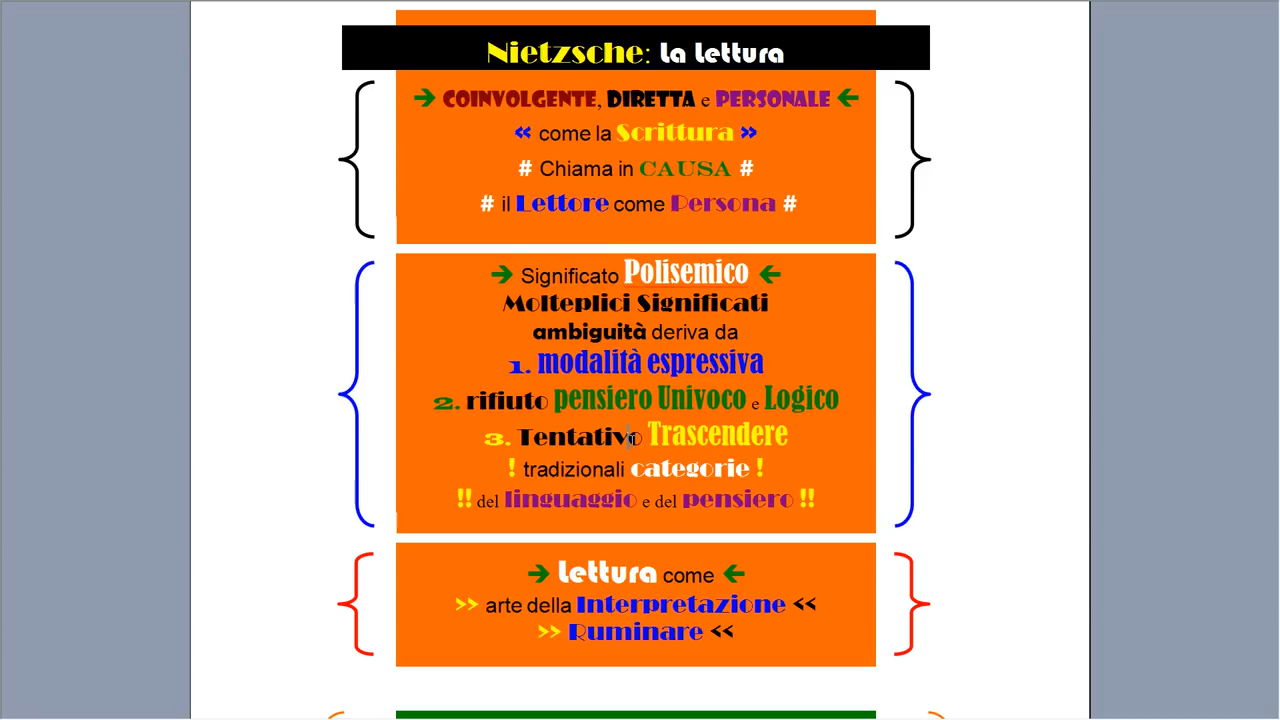 Nietzsche: La Lettura
→ COINVOLGENTE, DIRETTA e PERSONALE ←
« come la Scrittura »
# Chiama in CAUSA #
# il Lettore come Persona #
→ Significato Polisemico ←
Molteplici Significati
ambiguità deriva da
1. modalità espressiva
2. rifiuto pensiero Univoco e Logico
3. Tentativo Trascendere
! tradizionali categorie !
!! del linguaggio e del pensiero !!
→ Lettura come ←
>> arte della Interpretazione <<
>> Ruminare <<